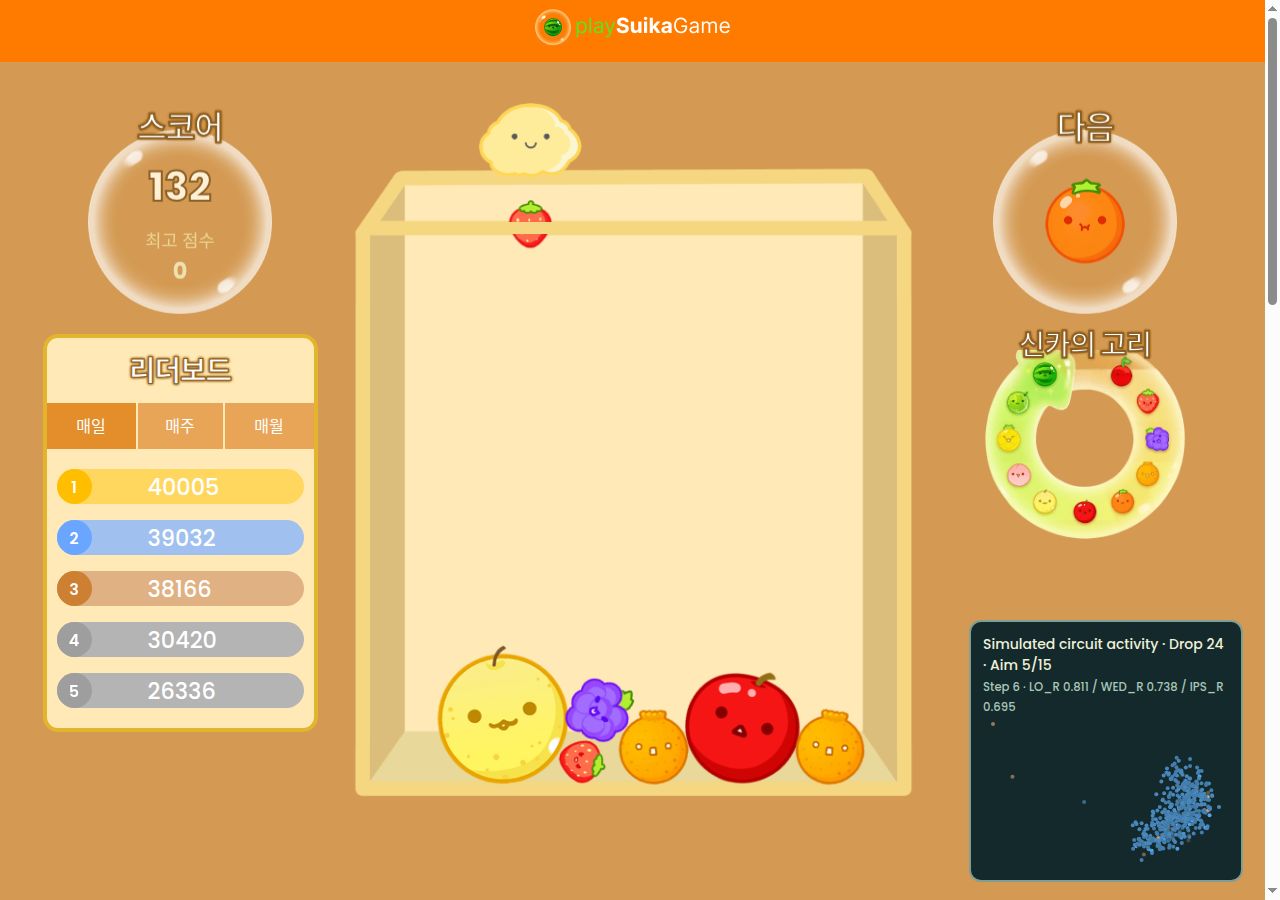 playSuikaGame
스코어
132
최고 점수
0
다음
신카의 고리
리더보드
매일
매주
매월
1 40005
2 39032
3 38166
4 30420
5 26336
Simulated circuit activity · Drop 24
· Aim 5/15
Step 6 · LO_R 0.811 / WED_R 0.738 / IPS_R
0.695